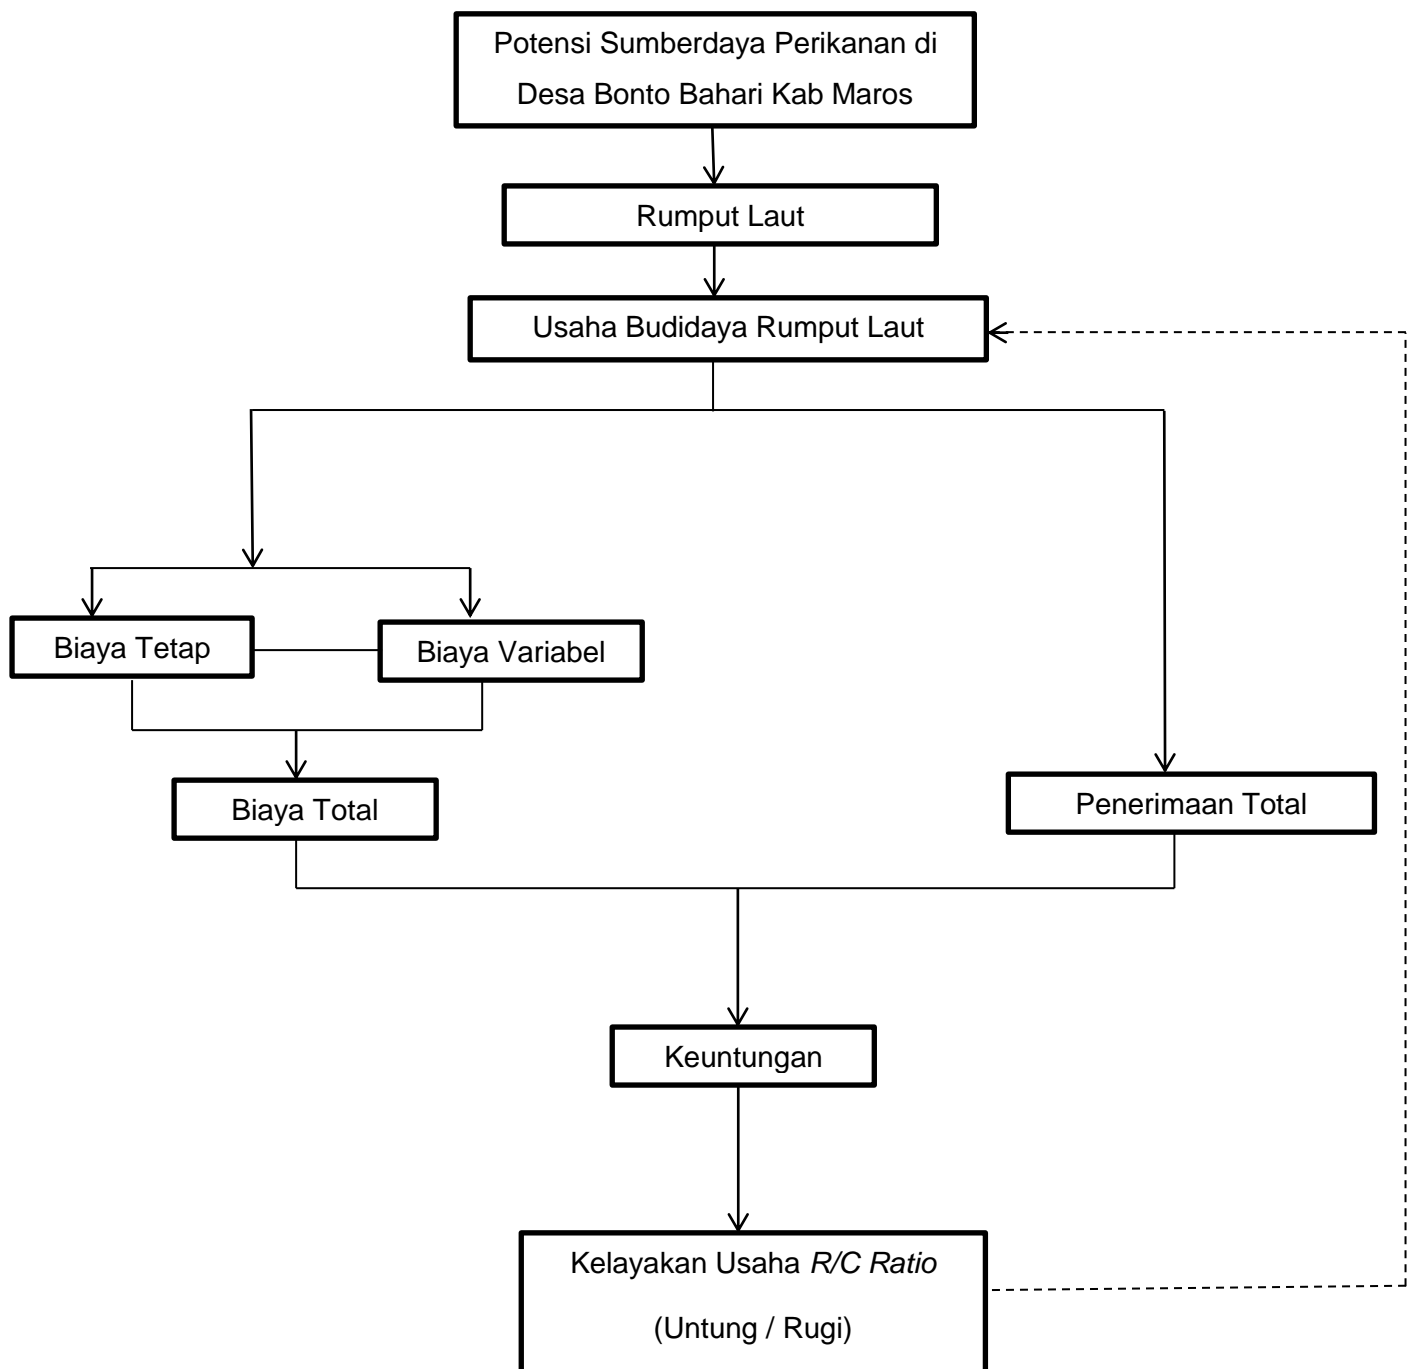 Potensi Sumberdaya Perikanan di
Desa Bonto Bahari Kab Maros
Rumput Laut
Usaha Budidaya Rumput Laut
Biaya Tetap
Biaya Variabel
Biaya Total
Penerimaan Total
Keuntungan
Kelayakan Usaha R/C Ratio
(Untung / Rugi)